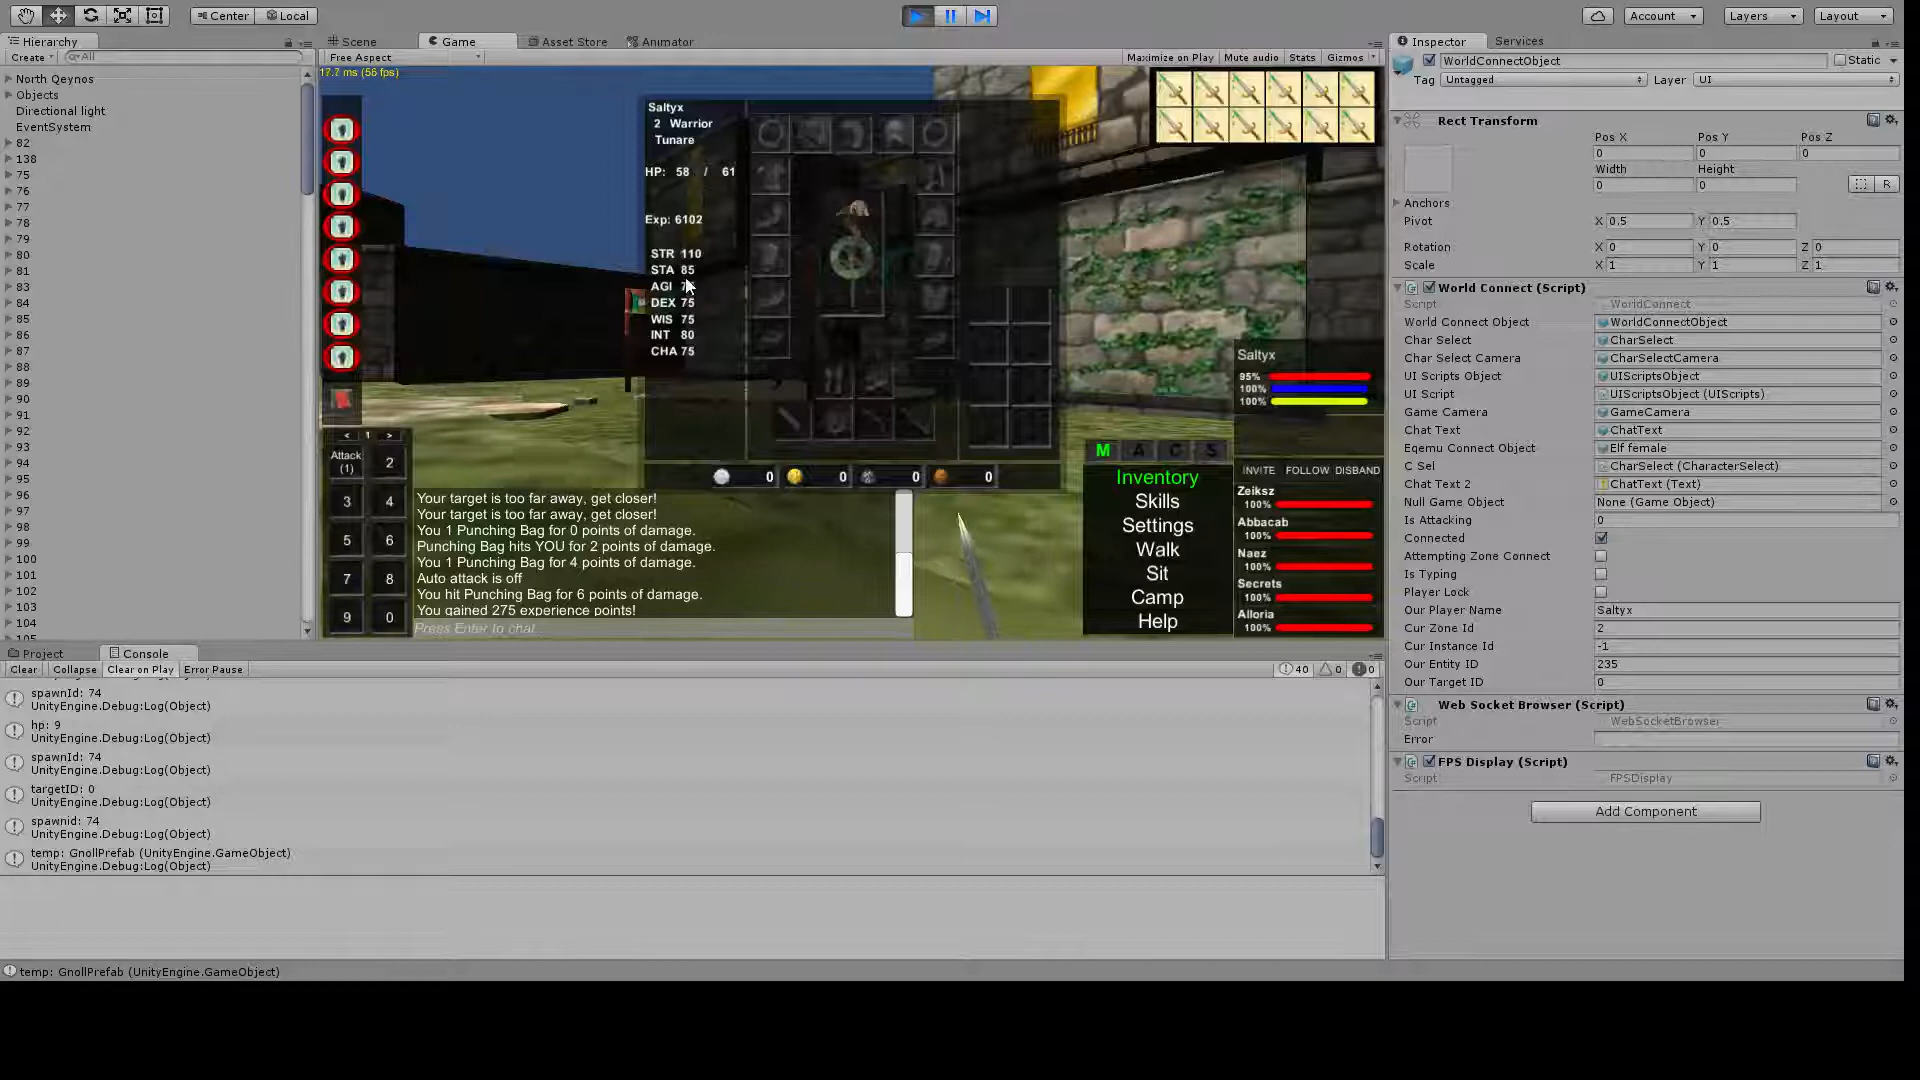 Center Local Account Layers Layout
Hierarchy Scene Game Asset Store Animator Inspector Services
Create All Free Aspect Maximize on Play Mute audio Stats Gizmos
17.7 ms (56 fps)
North Qeynos
Objects
Directional light
EventSystem
82
138
75
76
77
78
79
80
81
83
84
85
86
87
88
89
90
91
92
93
94
95
96
97
98
99
100
101
102
103
104
105
Saltyx
2 Warrior
Tunare
HP: 58 / 61
Exp: 6102
STR 110
STA 85
AGI
DEX 75
WIS 75
INT 80
CHA 75
0 0 0 0
< 1 >
Attack
(1) 2
3 4
5 6
7 8
9 0
Your target is too far away, get closer!
Your target is too far away, get closer!
You 1 Punching Bag for 0 points of damage.
Punching Bag hits YOU for 2 points of damage.
You 1 Punching Bag for 4 points of damage.
Auto attack is off
You hit Punching Bag for 6 points of damage.
You gained 275 experience points!
Press Enter to chat..
M A C S
Inventory
Skills
Settings
Walk
Sit
Camp
Help
Saltyx
95%
100%
100%
INVITE FOLLOW DISBAND
Zeiksz
100%
Abbacab
100%
Naez
100%
Secrets
100%
Alloria
100%
Project Console
Clear Collapse Clear on Play Error Pause 40 0 0
spawnId: 74
UnityEngine.Debug:Log(Object)
hp: 9
UnityEngine.Debug:Log(Object)
spawnId: 74
UnityEngine.Debug:Log(Object)
targetID: 0
UnityEngine.Debug:Log(Object)
spawnid: 74
UnityEngine.Debug:Log(Object)
temp: GnollPrefab (UnityEngine.GameObject)
UnityEngine.Debug:Log(Object)
temp: GnollPrefab (UnityEngine.GameObject)
WorldConnectObject Static
Tag Untagged Layer UI
Rect Transform
Pos X Pos Y Pos Z
0 0 0
Width Height
0 0 R
Anchors
Pivot X 0.5 Y 0.5
Rotation X 0 Y 0 Z 0
Scale X 1 Y 1 Z 1
World Connect (Script)
Script WorldConnect
World Connect Object WorldConnectObject
Char Select CharSelect
Char Select Camera CharSelectCamera
UI Scripts Object UIScriptsObject
UI Script UIScriptsObject (UIScripts)
Game Camera GameCamera
Chat Text ChatText
Eqemu Connect Object Elf female
C Sel CharSelect (CharacterSelect)
Chat Text 2 ChatText (Text)
Null Game Object None (Game Object)
Is Attacking 0
Connected
Attempting Zone Connect
Is Typing
Player Lock
Our Player Name Saltyx
Cur Zone Id 2
Cur Instance Id -1
Our Entity ID 235
Our Target ID 0
Web Socket Browser (Script)
Script WebSocketBrowser
Error
FPS Display (Script)
Script FPSDisplay
Add Component